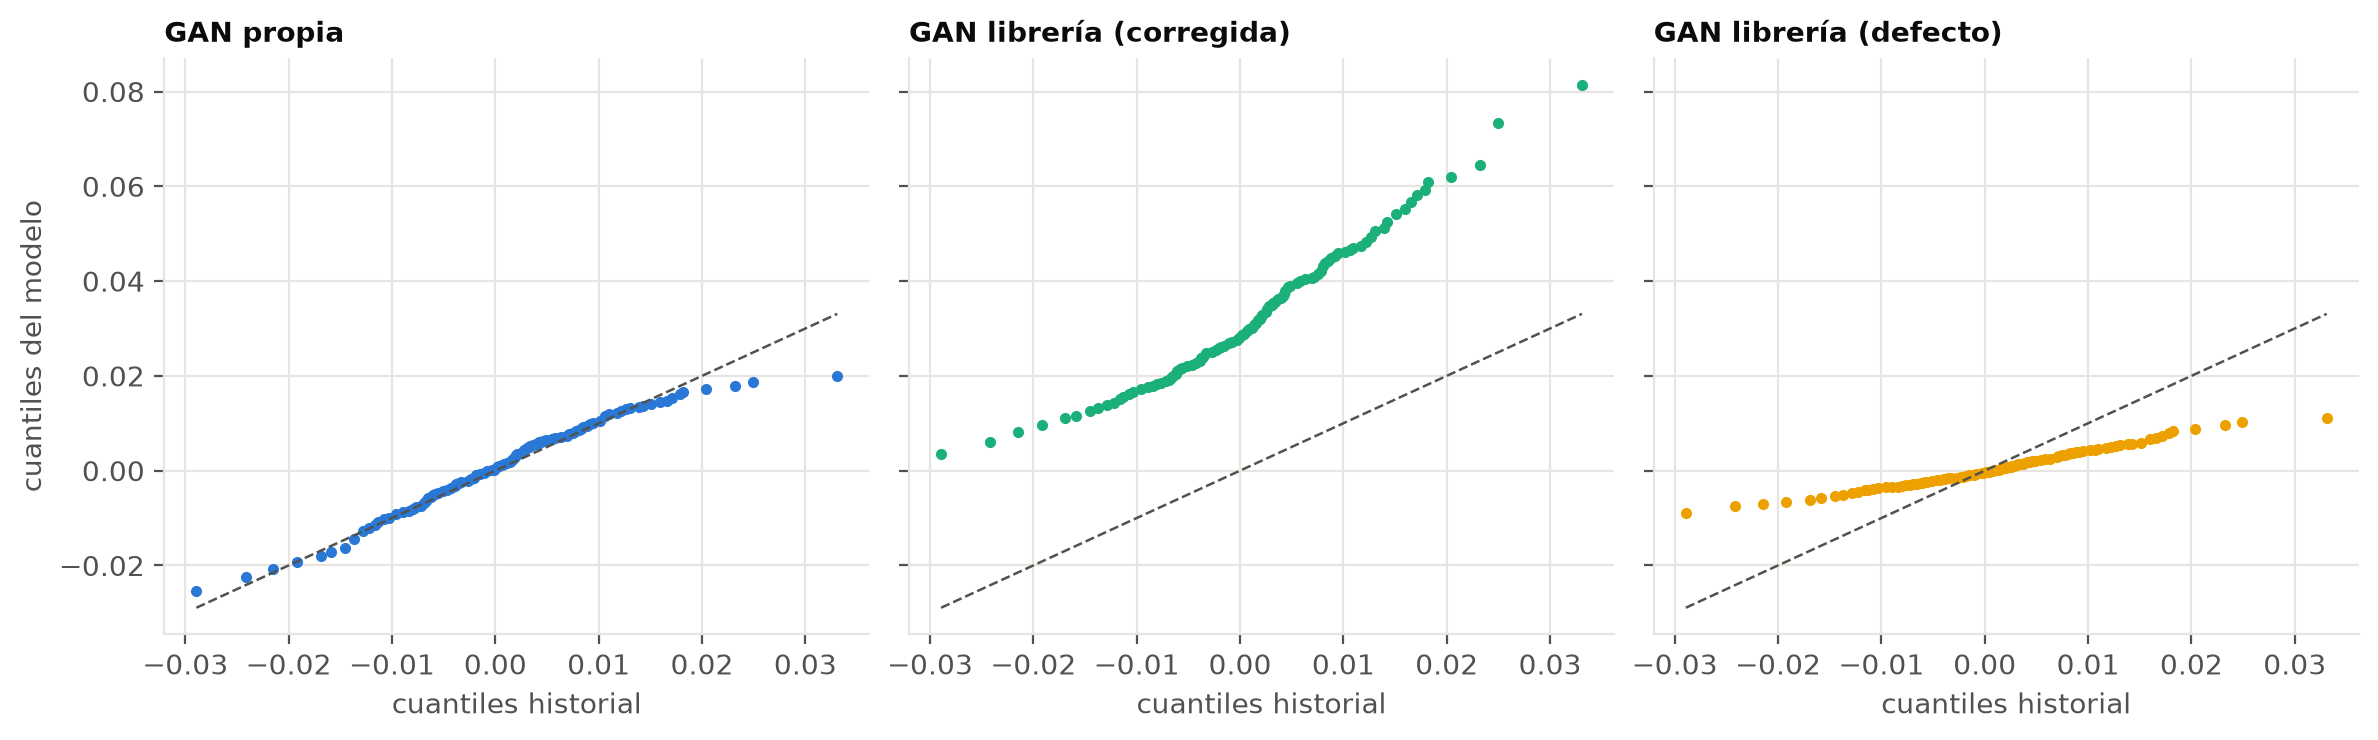 GAN propia
GAN librería (corregida)
GAN librería (defecto)
cuantiles del modelo
0.08
0.06
0.04
0.02
0.00
−0.02
−0.03 −0.02 −0.01 0.00 0.01 0.02 0.03
−0.03 −0.02 −0.01 0.00 0.01 0.02 0.03
−0.03 −0.02 −0.01 0.00 0.01 0.02 0.03
cuantiles historial
cuantiles historial
cuantiles historial